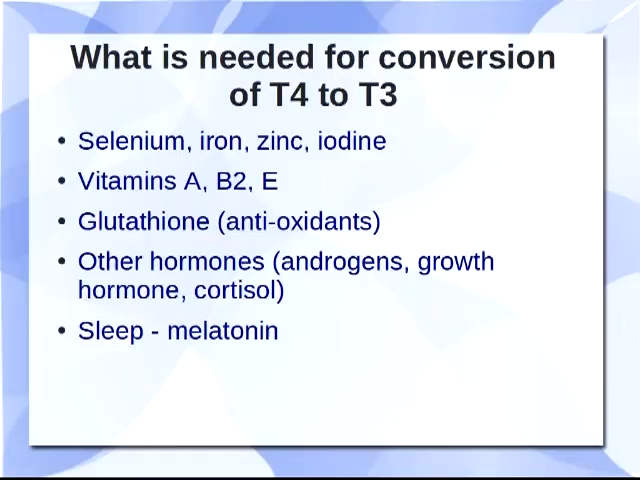 What is needed for conversion
of T4 to T3
• Selenium, iron, zinc, iodine
• Vitamins A, B2, E
• Glutathione (anti-oxidants)
• Other hormones (androgens, growth
hormone, cortisol)
• Sleep - melatonin